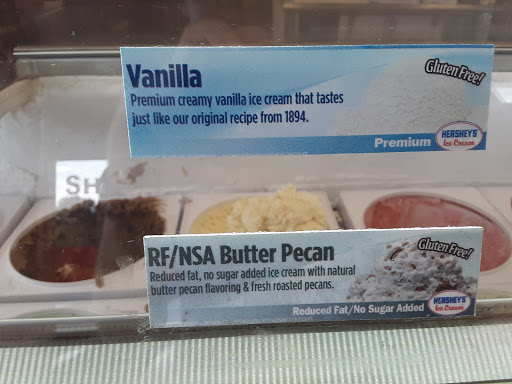 Vanilla
Gluten Free!
Premium creamy vanilla ice cream that tastes
just like our original recipe from 1894.
Premium
HERSHEY'S
Ice Cream
SH
RF/NSA Butter Pecan
Gluten Free!
Reduced fat, no sugar added ice cream with natural
butter pecan flavoring & fresh roasted pecans.
Reduced Fat/No Sugar Added
HERSHEY'S
Ice Cream